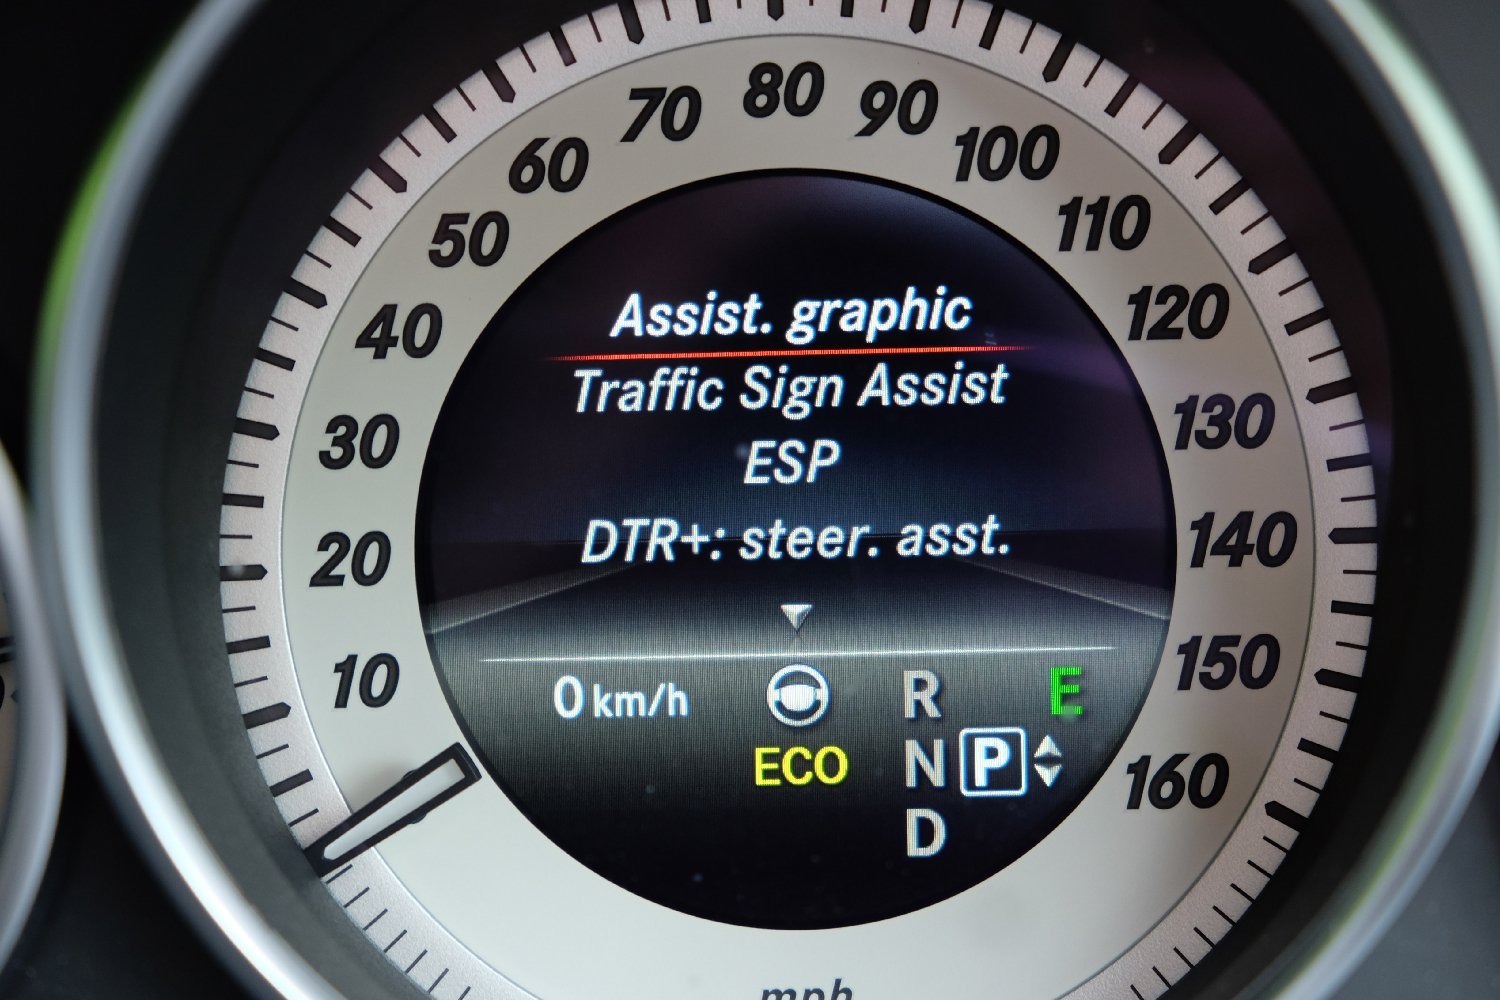 10
20
30
40
50
60
70
80
90
100
110
120
130
140
150
160
Assist. graphic
Traffic Sign Assist
ESP
DTR+: steer. asst.
0 km/h
ECO
R
N P
D
E
mph